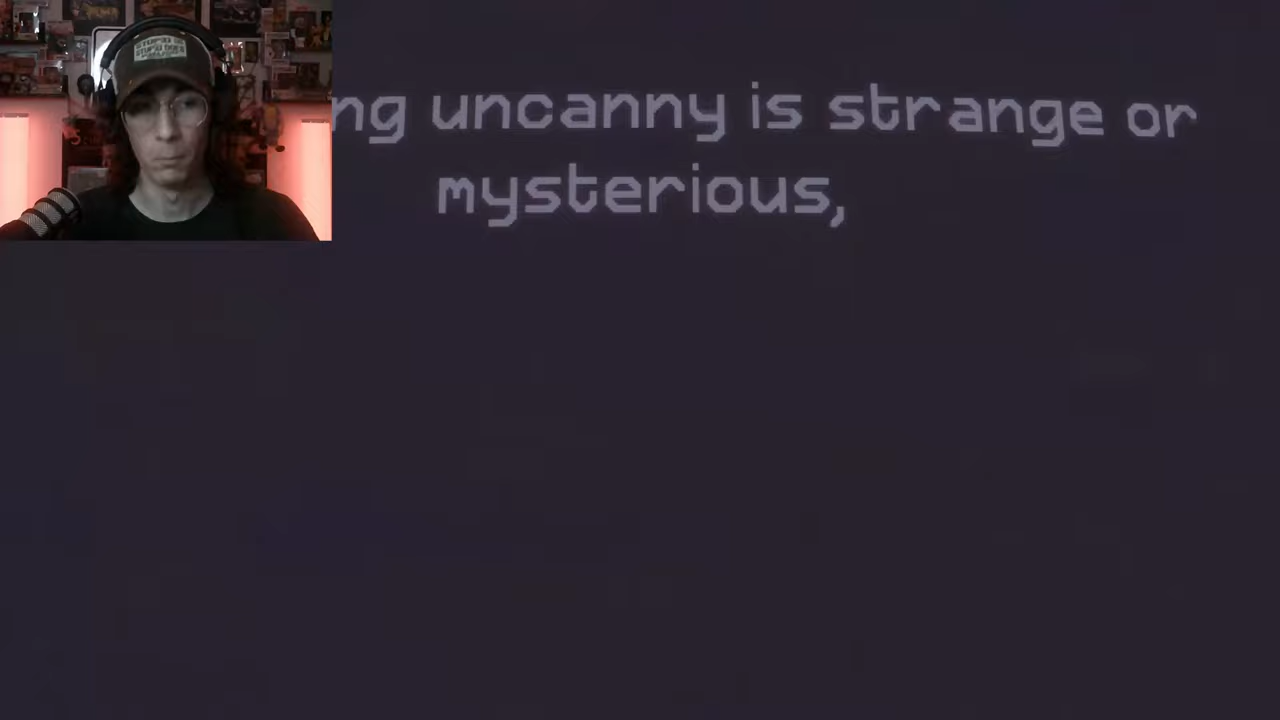 ng uncanny is strange or
mysterious,